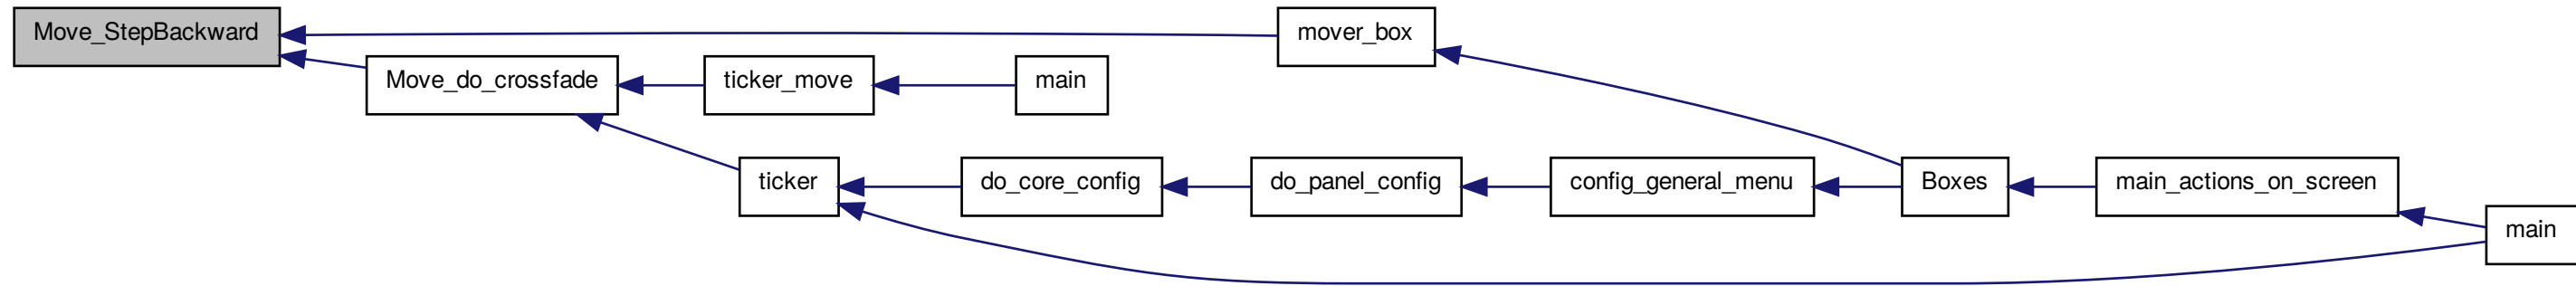 Move_StepBackward
mover_box
Move_do_crossfade
ticker_move
main
ticker
do_core_config
do_panel_config
config_general_menu
Boxes
main_actions_on_screen
main